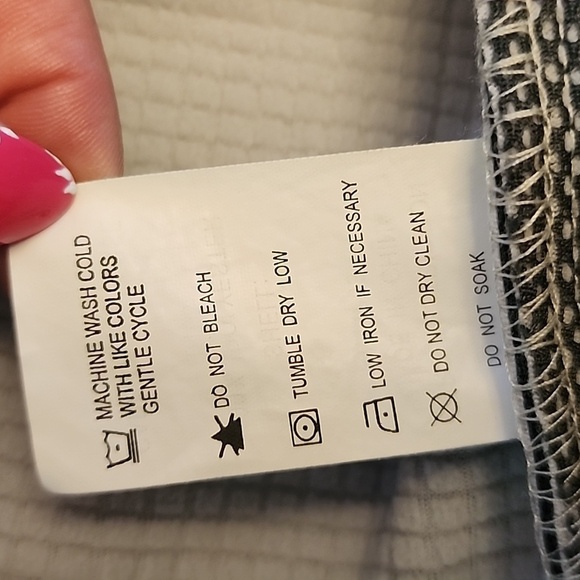 MACHINE WASH COLD
WITH LIKE COLORS
GENTLE CYCLE
DO NOT BLEACH
TUMBLE DRY LOW
LOW IRON IF NECESSARY
DO NOT DRY CLEAN
DO NOT SOAK